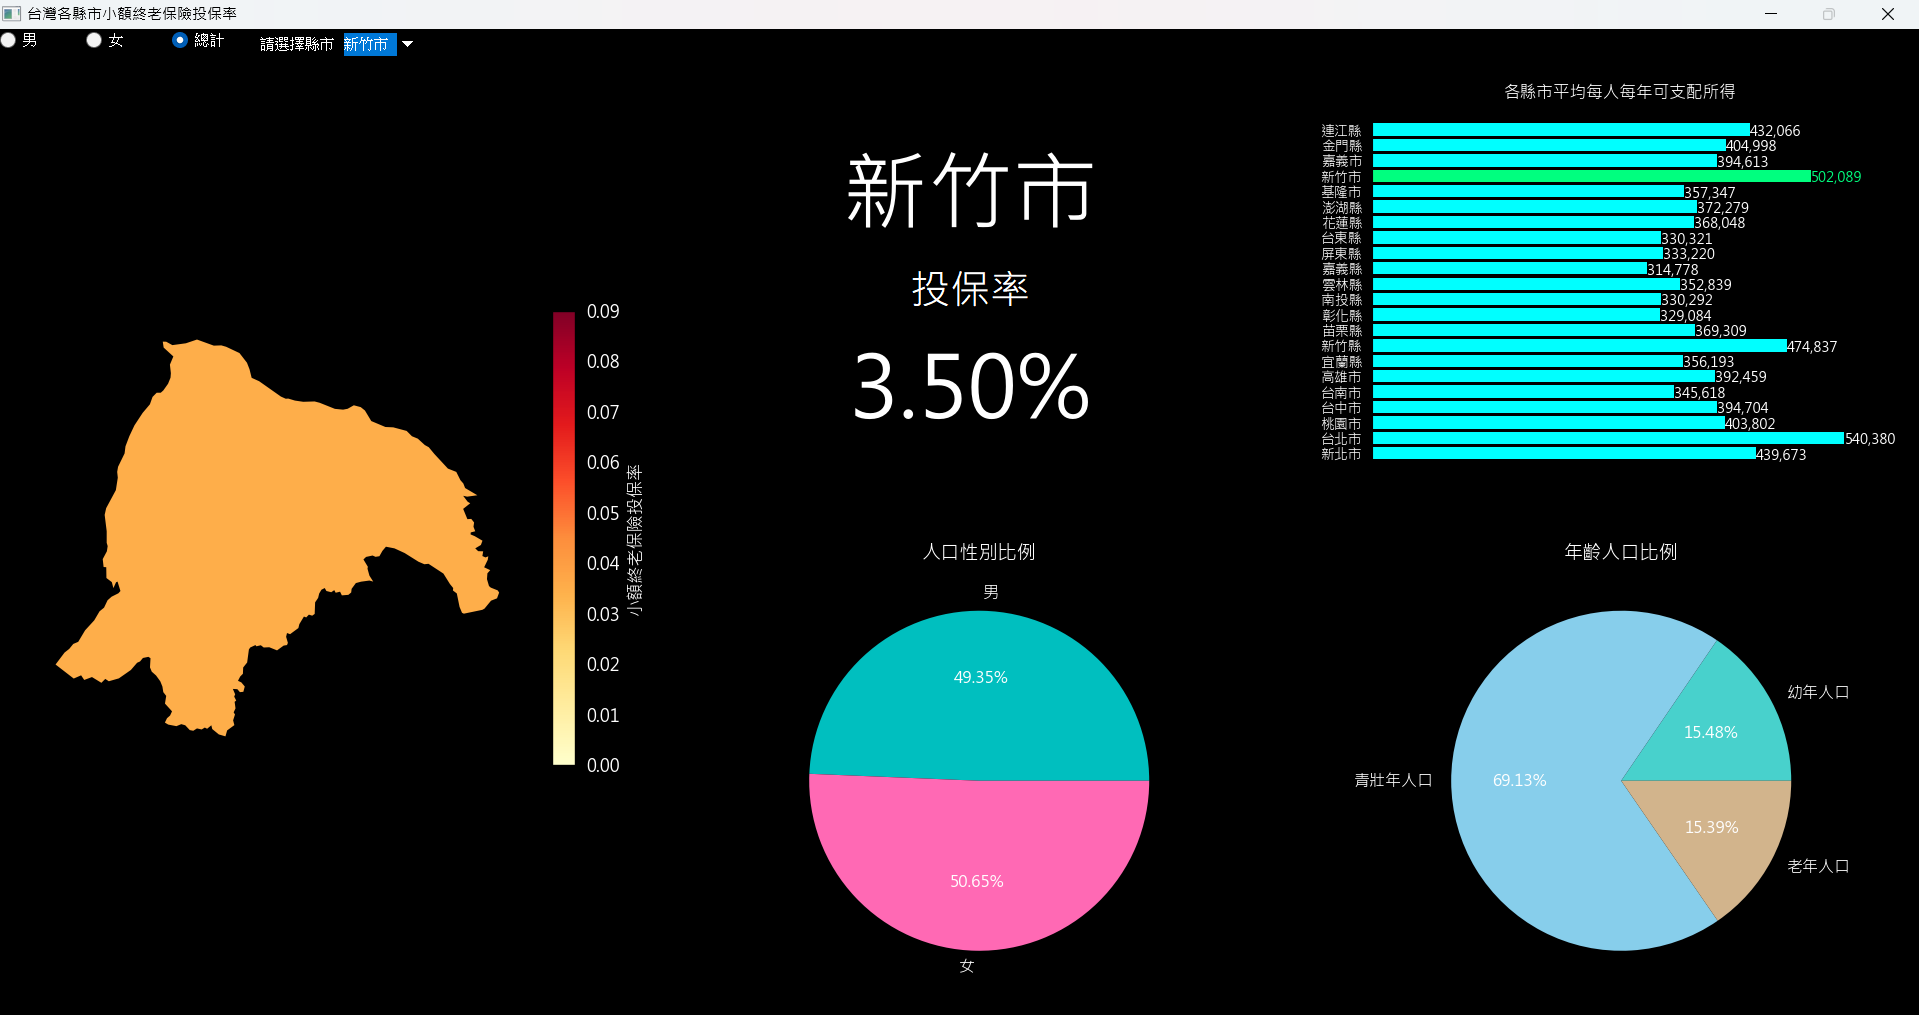 台灣各縣市小額終老保險投保率
男 女 總計 請選擇縣市 新竹市
0.09
0.08
0.07
0.06
0.05
0.04
0.03
0.02
0.01
0.00
小額終老保險投保率
新竹市
投保率
3.50%
各縣市平均每人每年可支配所得
連江縣 432,066
金門縣 404,998
嘉義市 394,613
新竹市 502,089
基隆市 357,347
澎湖縣 372,279
花蓮縣 368,048
台東縣 330,321
屏東縣 333,220
嘉義縣 314,778
雲林縣 352,839
南投縣 330,292
彰化縣 329,084
苗栗縣 369,309
新竹縣 474,837
宜蘭縣 356,193
高雄市 392,459
台南市 345,618
台中市 394,704
桃園市 403,802
台北市 540,380
新北市 439,673
人口性別比例
男
49.35%
50.65%
女
年齡人口比例
幼年人口
15.48%
青壯年人口
69.13%
15.39%
老年人口